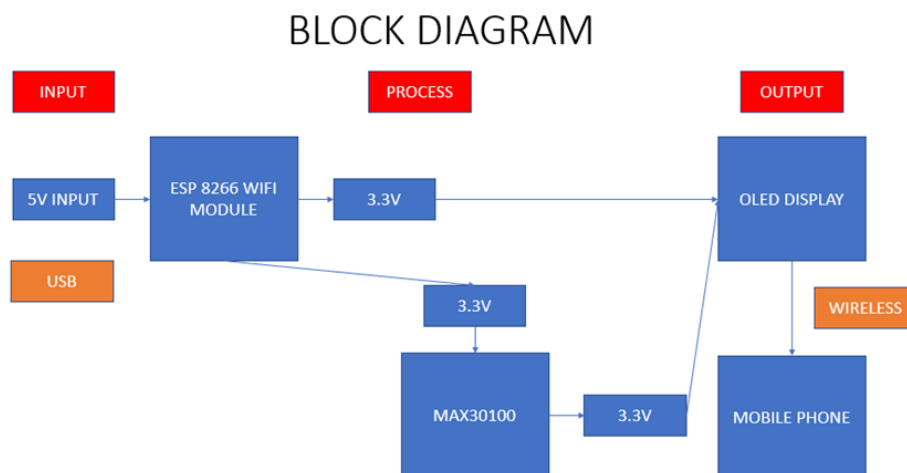 BLOCK DIAGRAM
INPUT
PROCESS
OUTPUT
5V INPUT
ESP 8266 WIFI
MODULE
3.3V
OLED DISPLAY
USB
3.3V
WIRELESS
MAX30100
3.3V
MOBILE PHONE